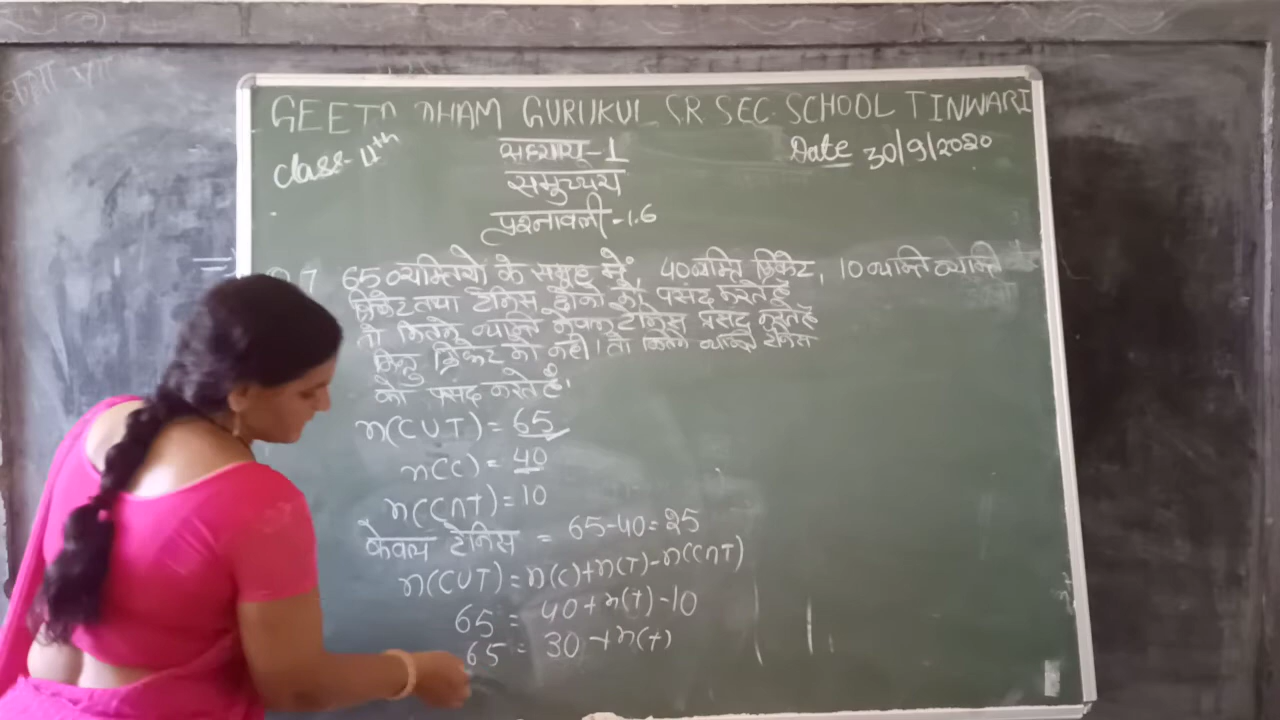 GEETA DHAM GURUKUL SR SEC. SCHOOL TINWARI
Class- 11th
Date 30/9/2020
अध्याय-1
समुच्चय
प्रश्नावली-1.6
Q.7 65 व्यक्तियों के समूह में, 40 व्यक्ति क्रिकेट, 10 व्यक्ति व्यक्ति
क्रिकेट तथा टेनिस दोनों को पसंद करते हैं
तो कितने व्यक्ति केवल टेनिस पसंद करते हैं
किन्तु क्रिकेट को नहीं। तो कितने व्यक्ति टेनिस
को पसंद करते हैं.
n(C∪T) = 65
n(C) = 40
n(C∩T) = 10
केवल टेनिस = 65-40=25
n(C∪T)=n(C)+n(T)-n(C∩T)
65 = 40+n(T)-10
65 = 30+n(T)